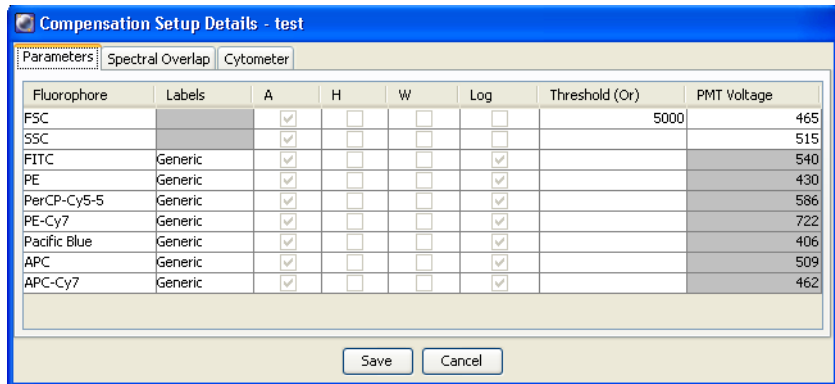 Compensation Setup Details - test
Parameters Spectral Overlap Cytometer
Fluorophore Labels A H W Log Threshold (Or) PMT Voltage
FSC 5000 465
SSC 515
FITC Generic 540
PE Generic 430
PerCP-Cy5-5 Generic 586
PE-Cy7 Generic 722
Pacific Blue Generic 406
APC Generic 509
APC-Cy7 Generic 462
Save Cancel